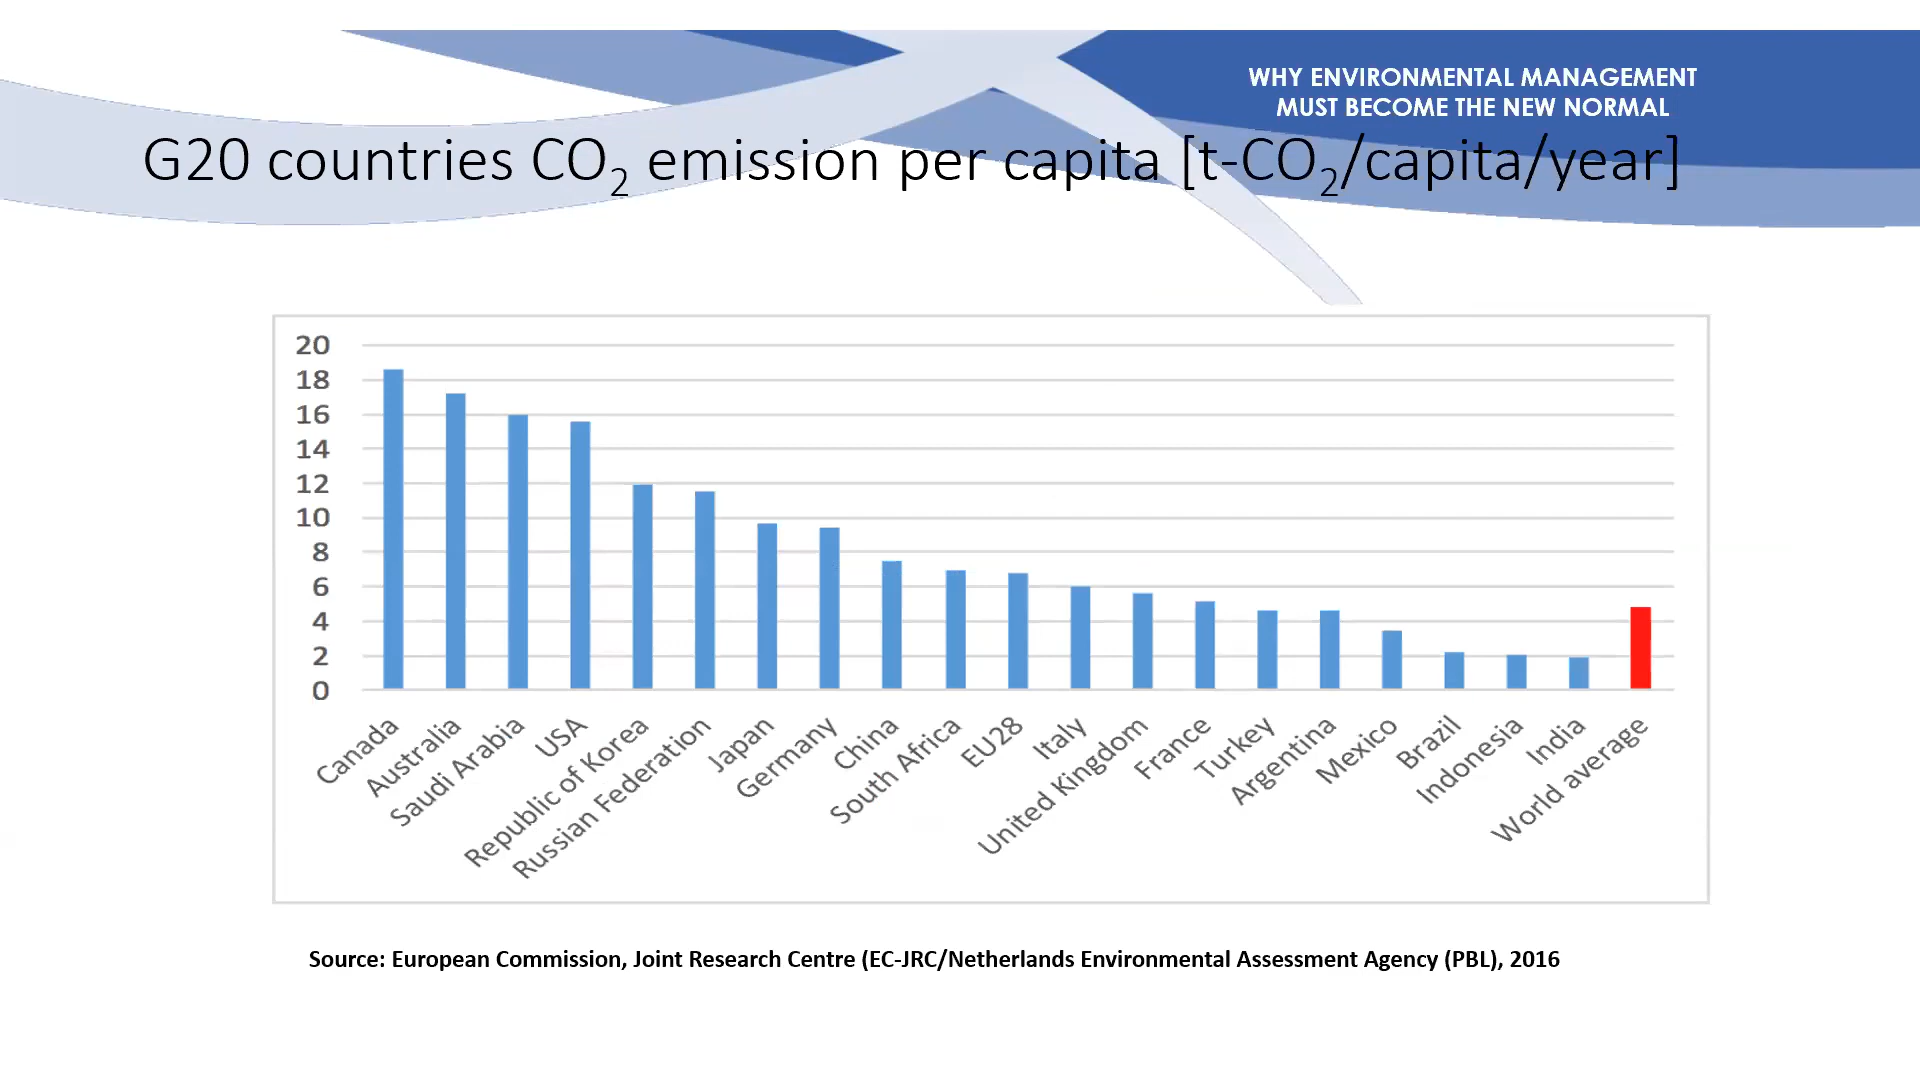 WHY ENVIRONMENTAL MANAGEMENT
MUST BECOME THE NEW NORMAL
G20 countries CO2 emission per capita [t-CO2/capita/year]
20
18
16
14
12
10
8
6
4
2
0
Canada
Australia
Saudi Arabia
USA
Republic of Korea
Russian Federation
Japan
Germany
China
South Africa
EU28
Italy
United Kingdom
France
Turkey
Argentina
Mexico
Brazil
Indonesia
India
World average
Source: European Commission, Joint Research Centre (EC-JRC/Netherlands Environmental Assessment Agency (PBL), 2016